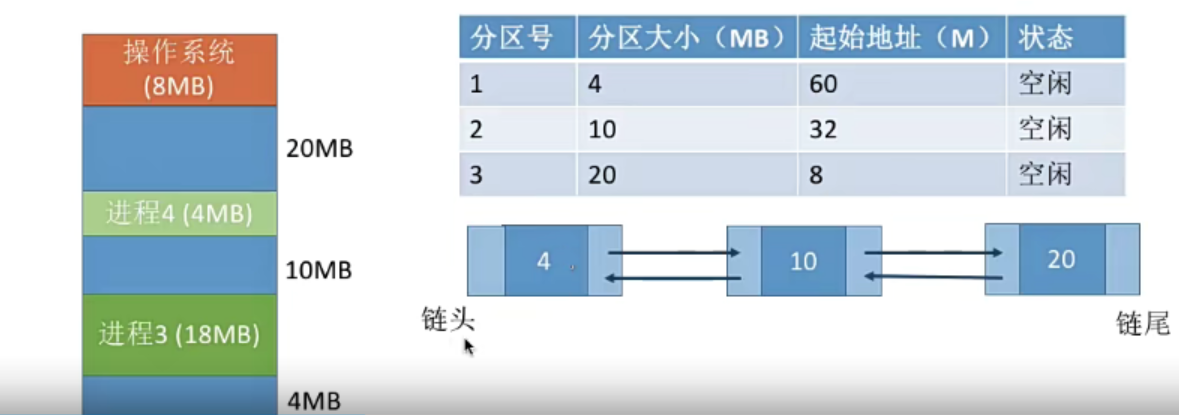 操作系统
(8MB)
20MB
进程4 (4MB)
10MB
进程3 (18MB)
4MB
分区号 分区大小（MB） 起始地址（M） 状态
1 4 60 空闲
2 10 32 空闲
3 20 8 空闲
4 10 20
链头
链尾